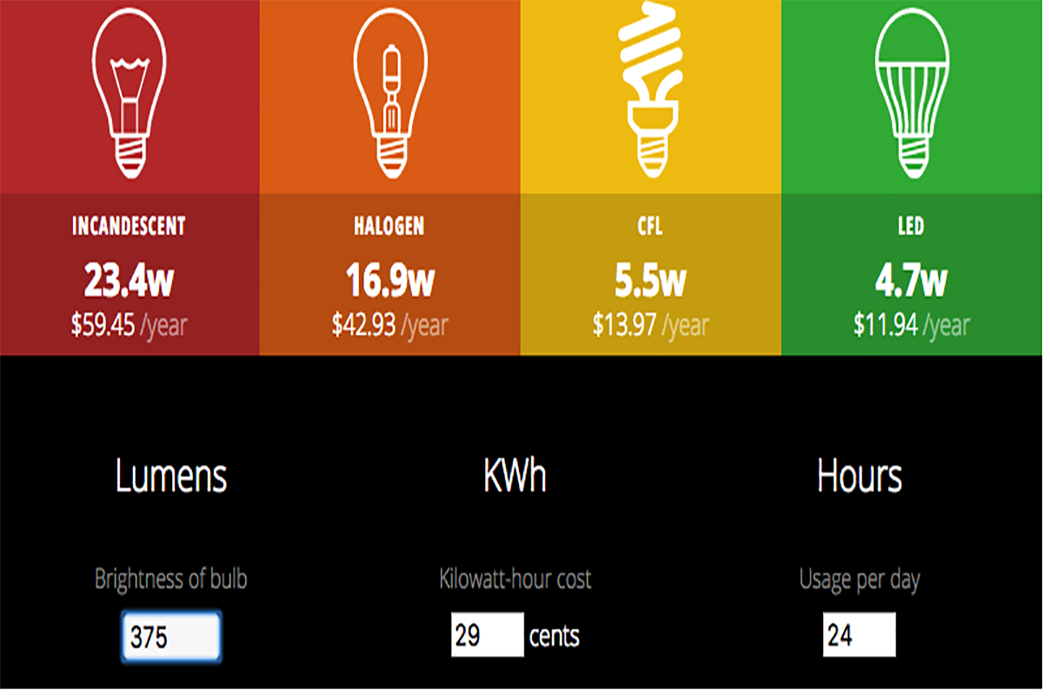 INCANDESCENT
23.4w
$59.45 /year
HALOGEN
16.9w
$42.93 /year
CFL
5.5w
$13.97 /year
LED
4.7w
$11.94 /year
Lumens
Brightness of bulb
375
KWh
Kilowatt-hour cost
29 cents
Hours
Usage per day
24